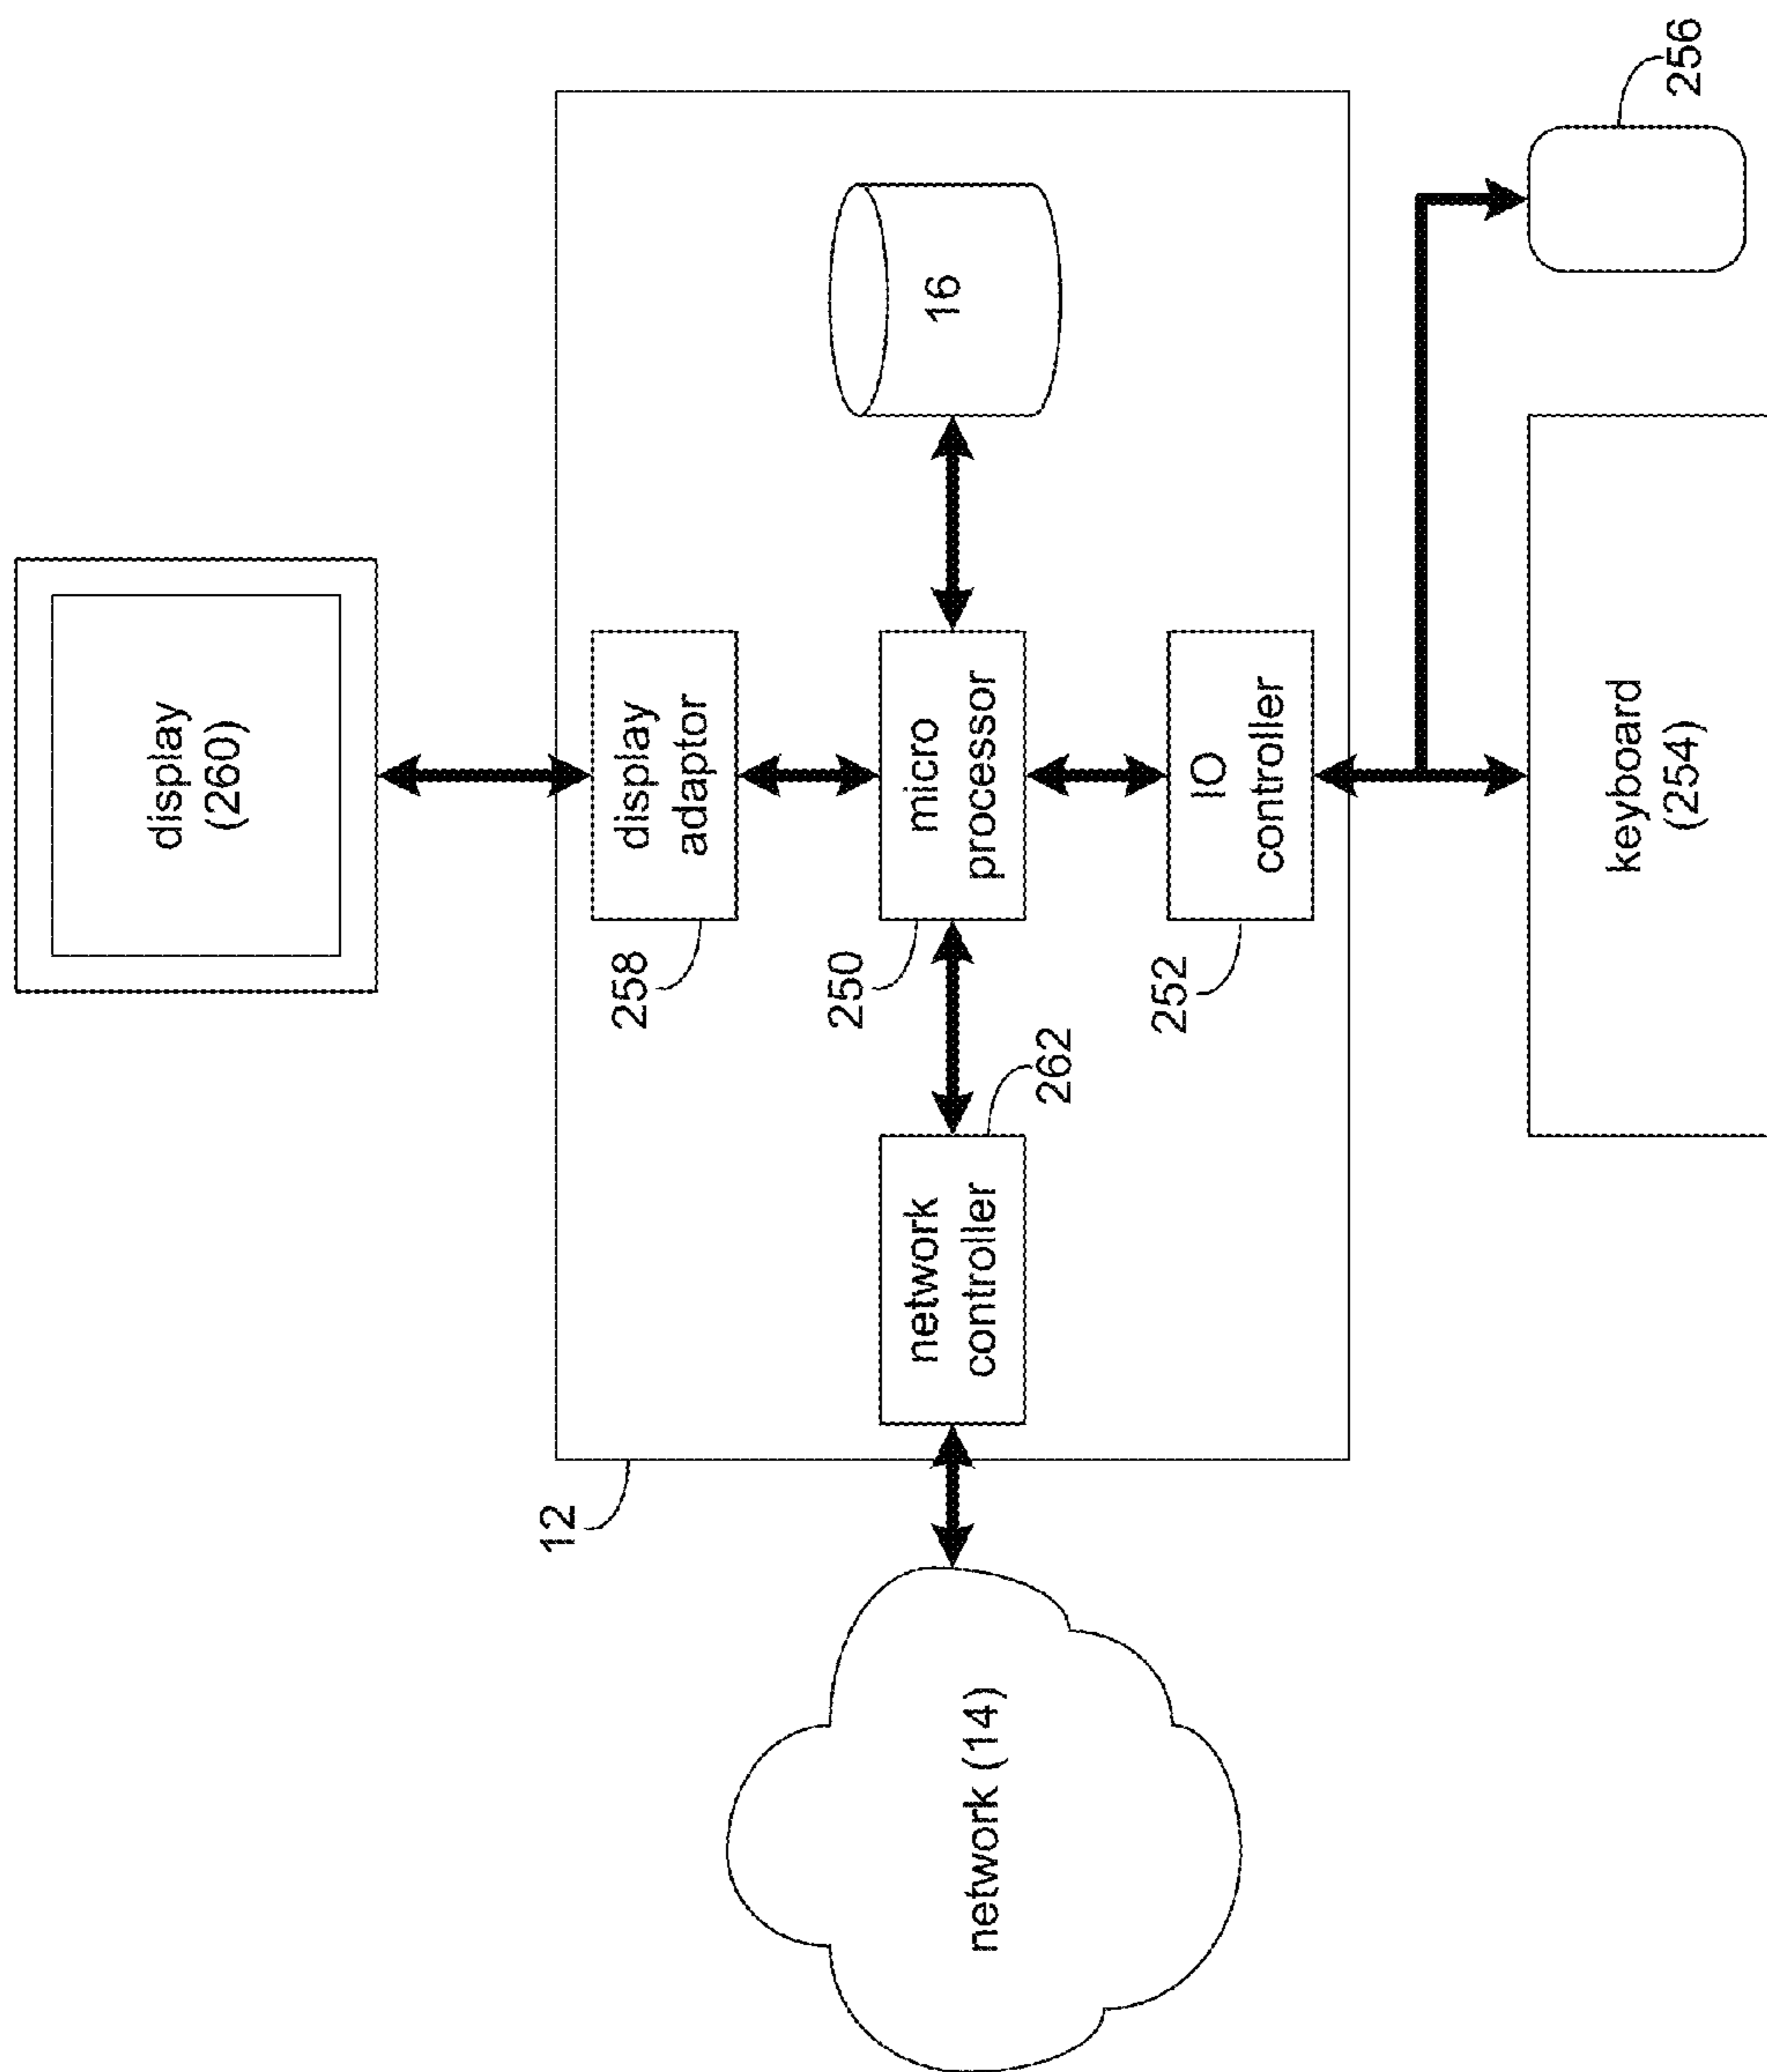 display
(260)
display
adaptor
258
micro
processor
250
16
IO
controller
252
network
controller
262
12
network (14)
keyboard
(254)
256